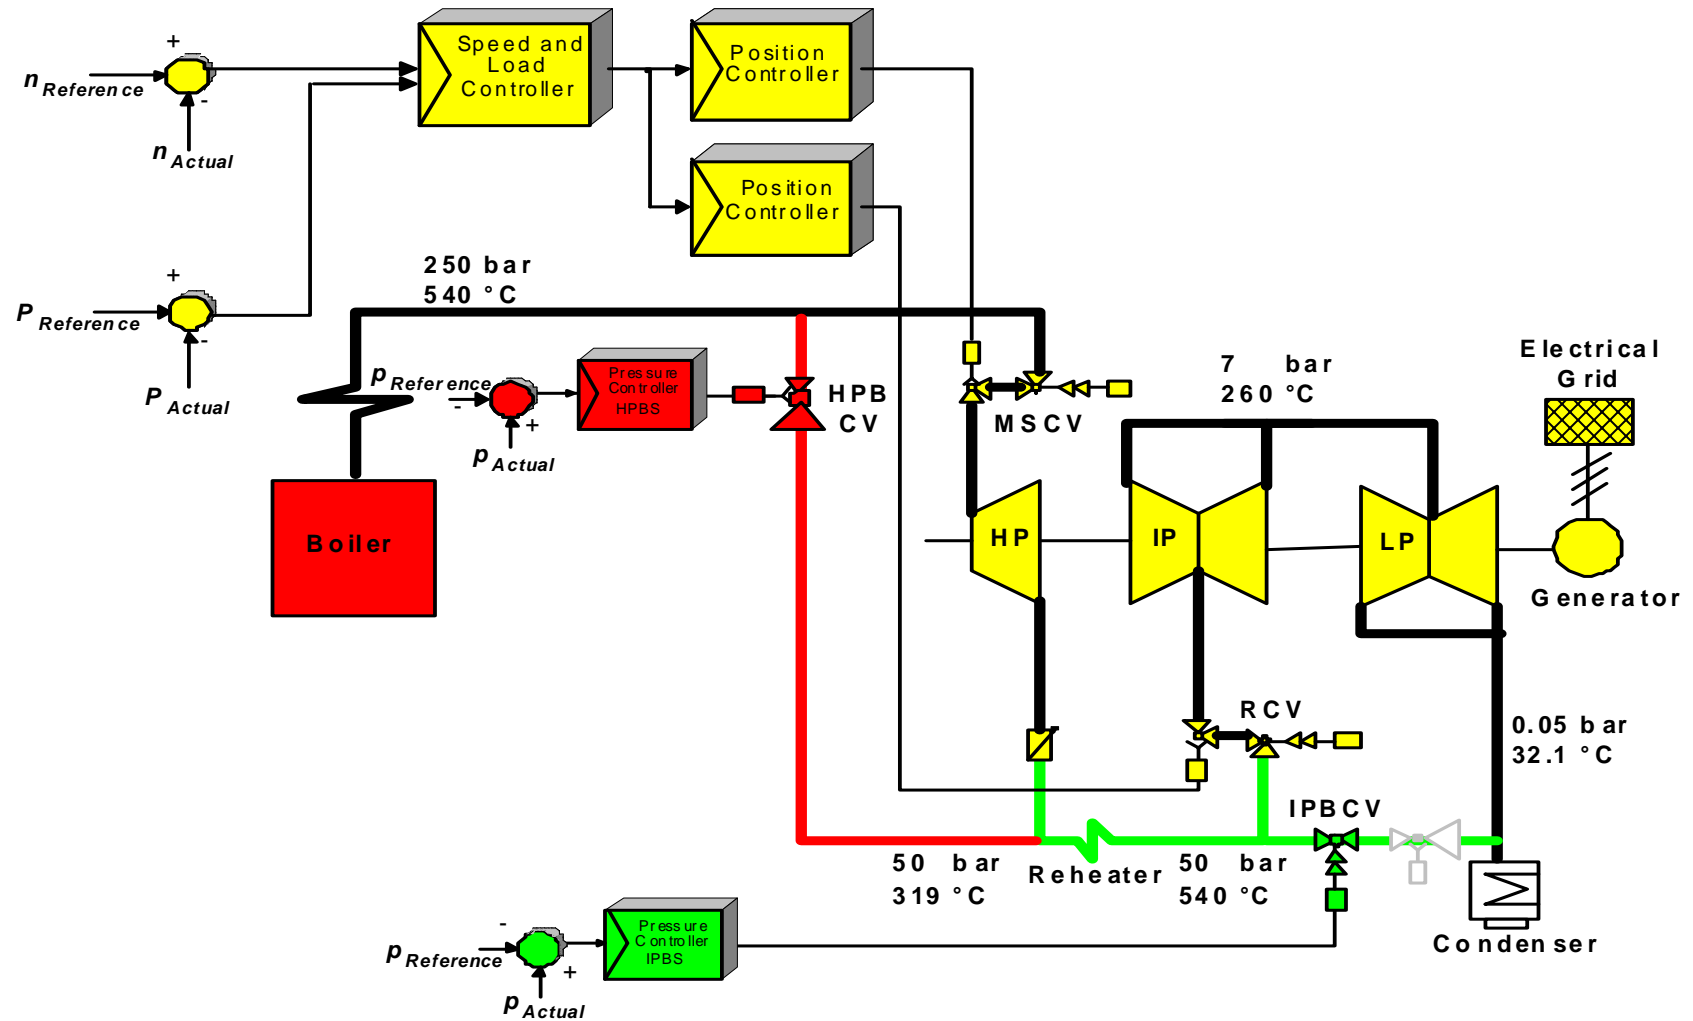 Speed and
Load
Controller
Position
Controller
+
n Reference
-
n Actual
Position
Controller
250 bar
540 °C
+
P Reference
-
P Actual
p Reference
-
+
p Actual
Pressure
Controller
HPBS
HPB
CV
MSCV
7 bar
260 °C
Electrical
Grid
Boiler
HP
IP
LP
Generator
RCV
0.05 bar
32.1 °C
IPBCV
50 bar
319 °C
Reheater
50 bar
540 °C
-
p Reference
+
p Actual
Pressure
Controller
IPBS
Condenser